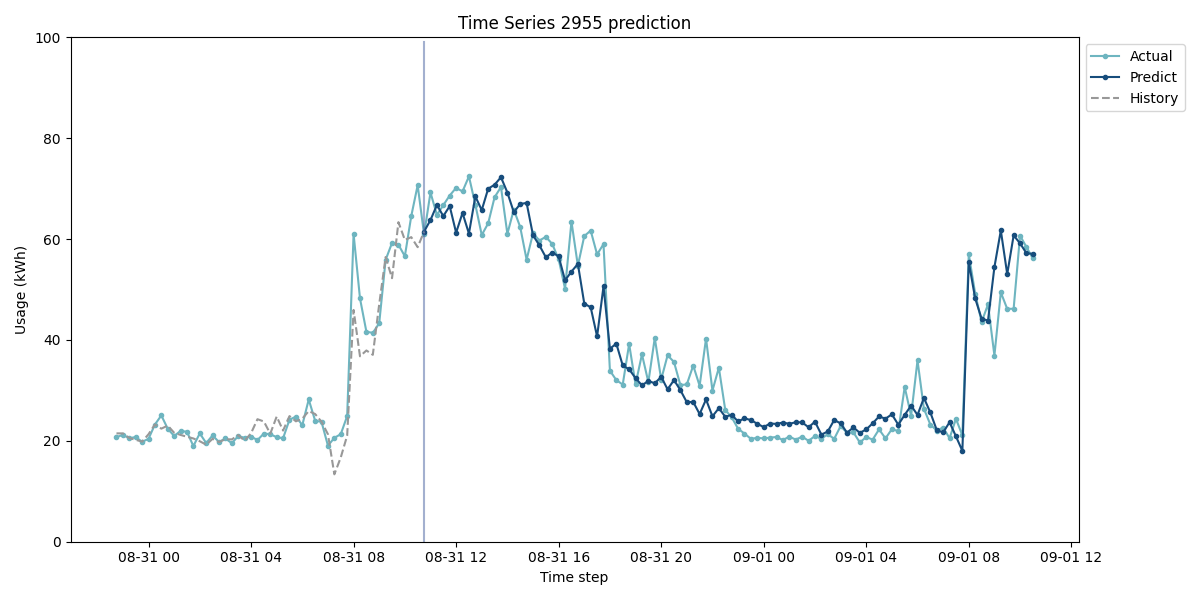 Time Series 2955 prediction
100
80
60
40
20
0
Usage (kWh)
08-31 00
08-31 04
08-31 08
08-31 12
08-31 16
08-31 20
09-01 00
09-01 04
09-01 08
09-01 12
Time step
Actual
Predict
History